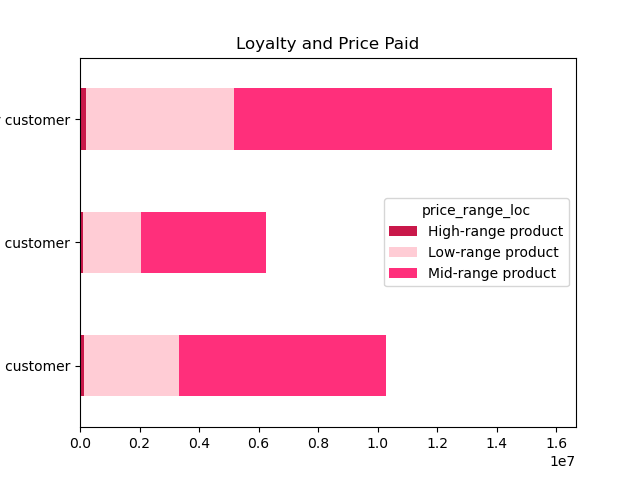 Loyalty and Price Paid
customer
customer
customer
price_range_loc
High-range product
Low-range product
Mid-range product
0.0 0.2 0.4 0.6 0.8 1.0 1.2 1.4 1.6
1e7